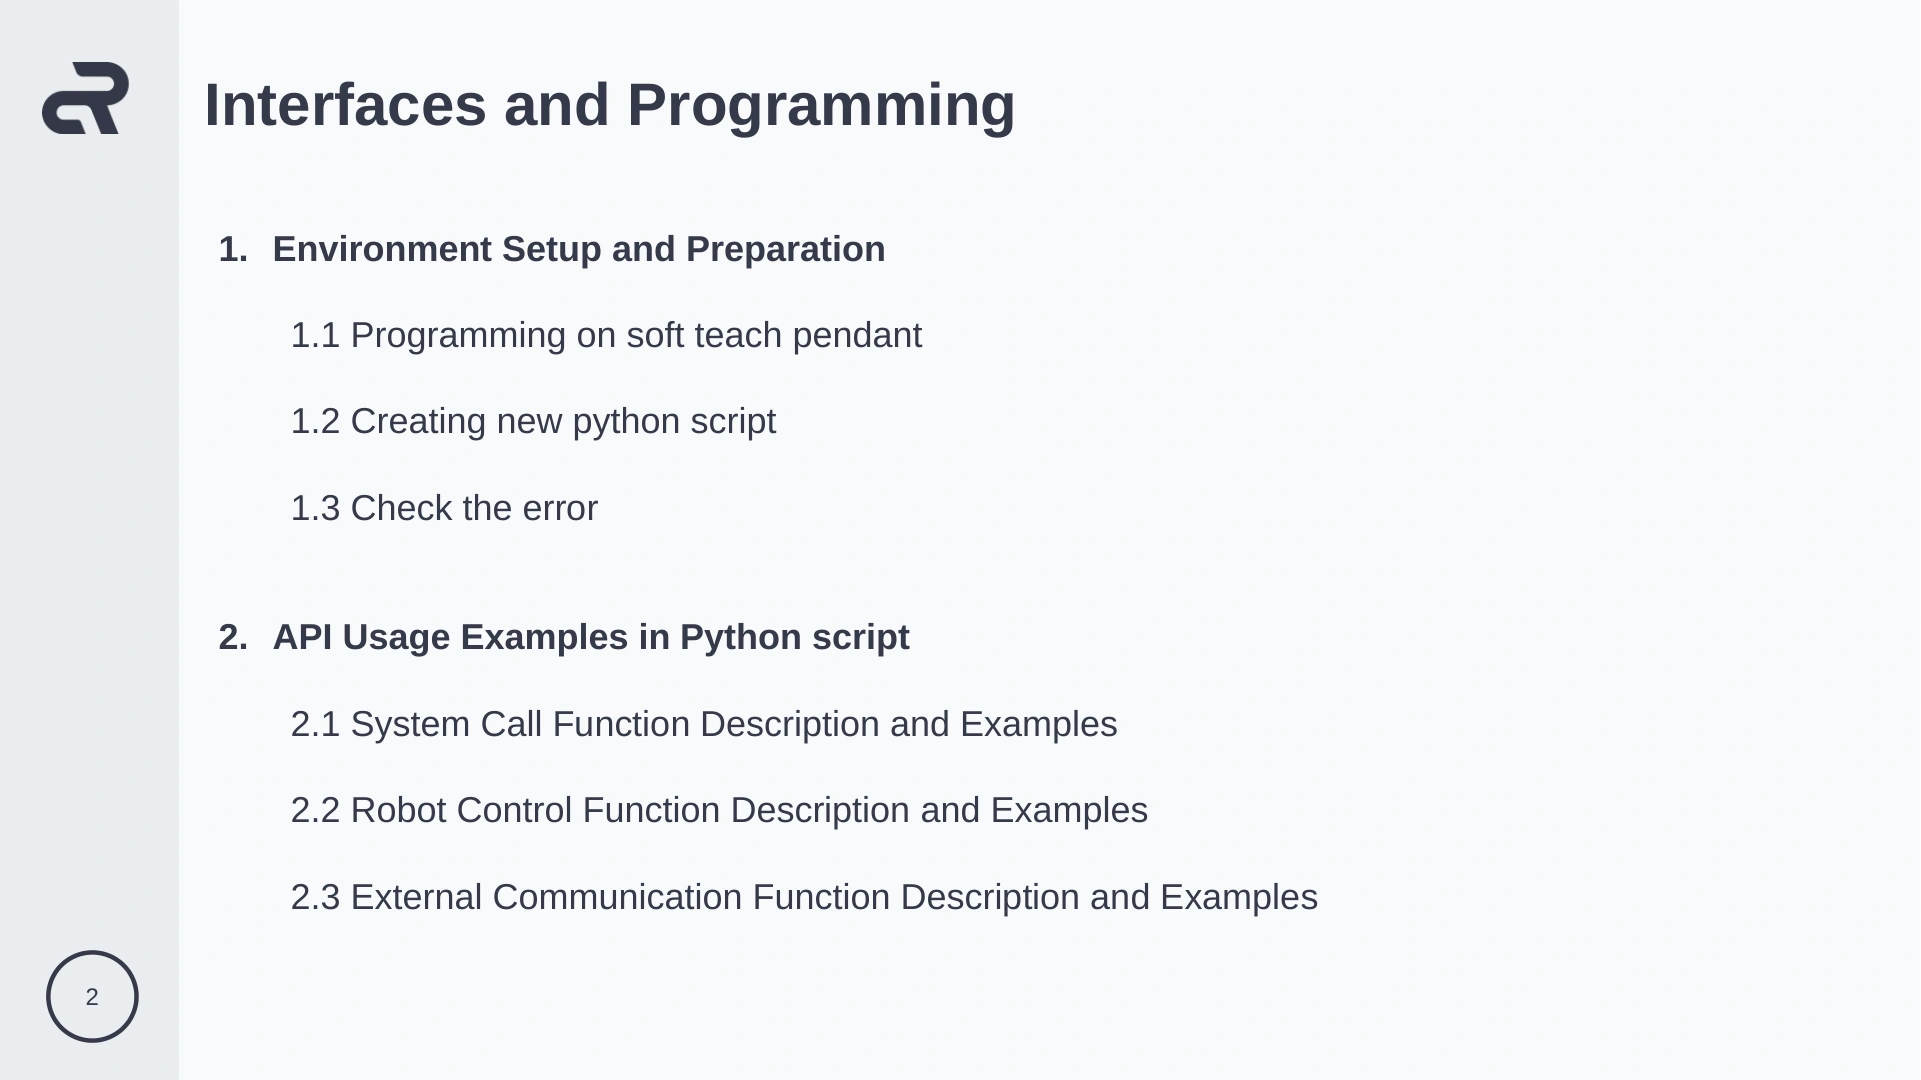 Interfaces and Programming
1. Environment Setup and Preparation
1.1 Programming on soft teach pendant
1.2 Creating new python script
1.3 Check the error
2. API Usage Examples in Python script
2.1 System Call Function Description and Examples
2.2 Robot Control Function Description and Examples
2.3 External Communication Function Description and Examples
2